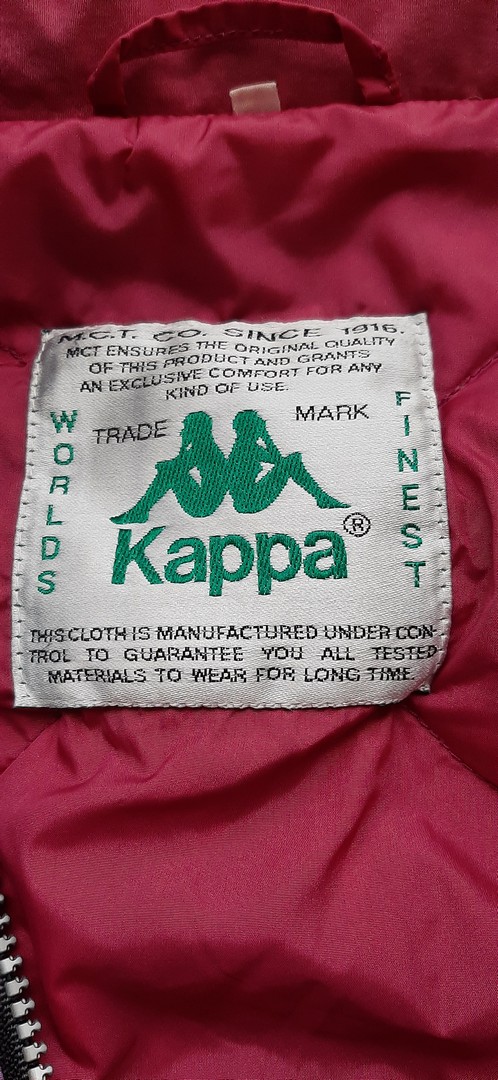 M.C.T. CO. SINCE 1916.
MCT ENSURES THE ORIGINAL QUALITY
OF THIS PRODUCT AND GRANTS
AN EXCLUSIVE COMFORT FOR ANY
KIND OF USE.
WORLDS
TRADE MARK
FINEST
Kappa®
THIS CLOTH IS MANUFACTURED UNDER CON-
TROL TO GUARANTEE YOU ALL TESTED
MATERIALS TO WEAR FOR LONG TIME.